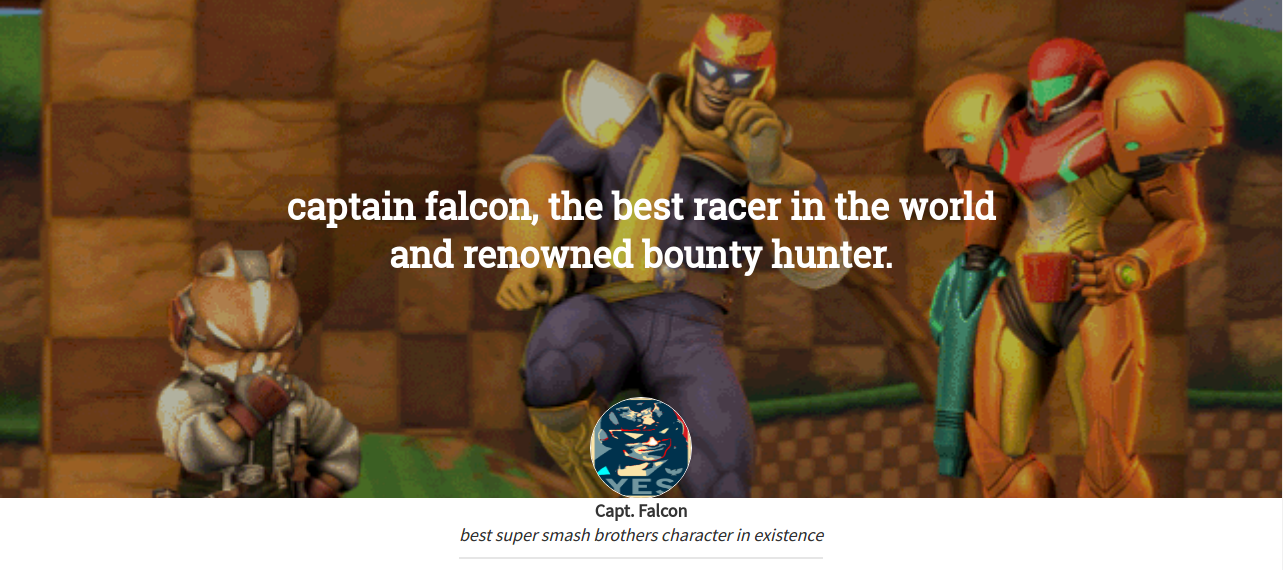 captain falcon, the best racer in the world
and renowned bounty hunter.
YES
Capt. Falcon
best super smash brothers character in existence